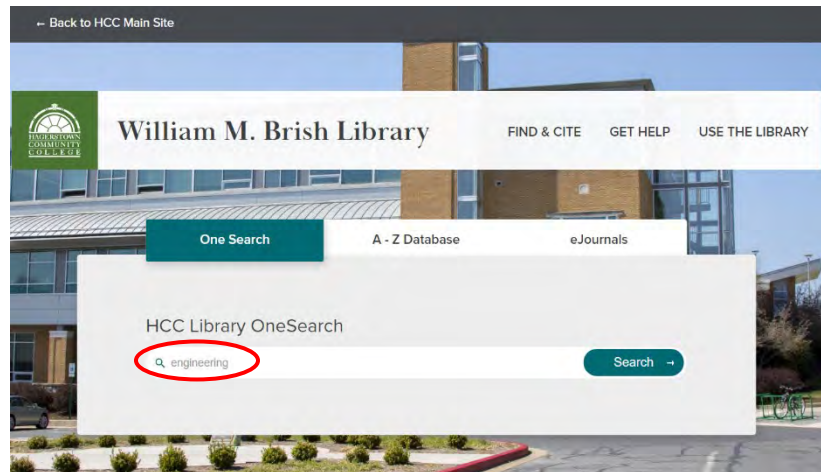 ← Back to HCC Main Site
HAGERSTOWN
COMMUNITY
COLLEGE
William M. Brish Library
FIND & CITE GET HELP USE THE LIBRARY
One Search A - Z Database eJournals
HCC Library OneSearch
engineering
Search →